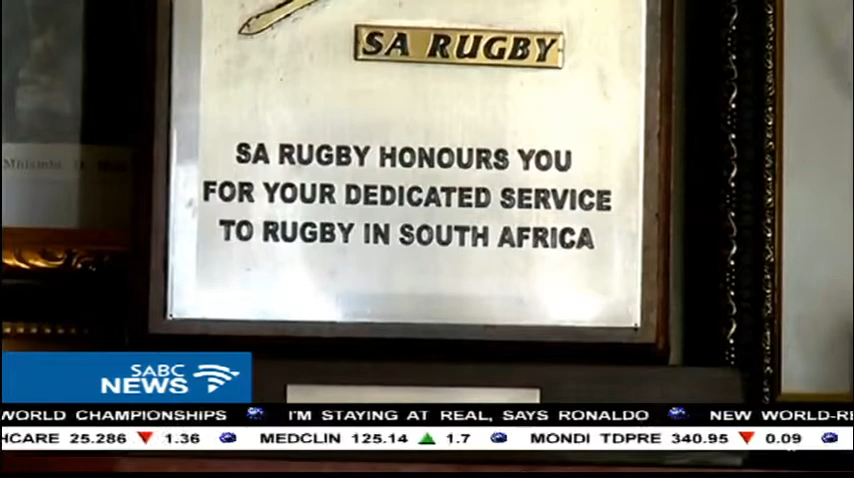 SA RUGBY
SA RUGBY HONOURS YOU
FOR YOUR DEDICATED SERVICE
TO RUGBY IN SOUTH AFRICA
SABC
NEWS
WORLD CHAMPIONSHIPS I'M STAYING AT REAL, SAYS RONALDO NEW WORLD-R
HCARE 25.286 1.36 MEDCLIN 125.14 1.7 MONDI TDPRE 340.95 0.09